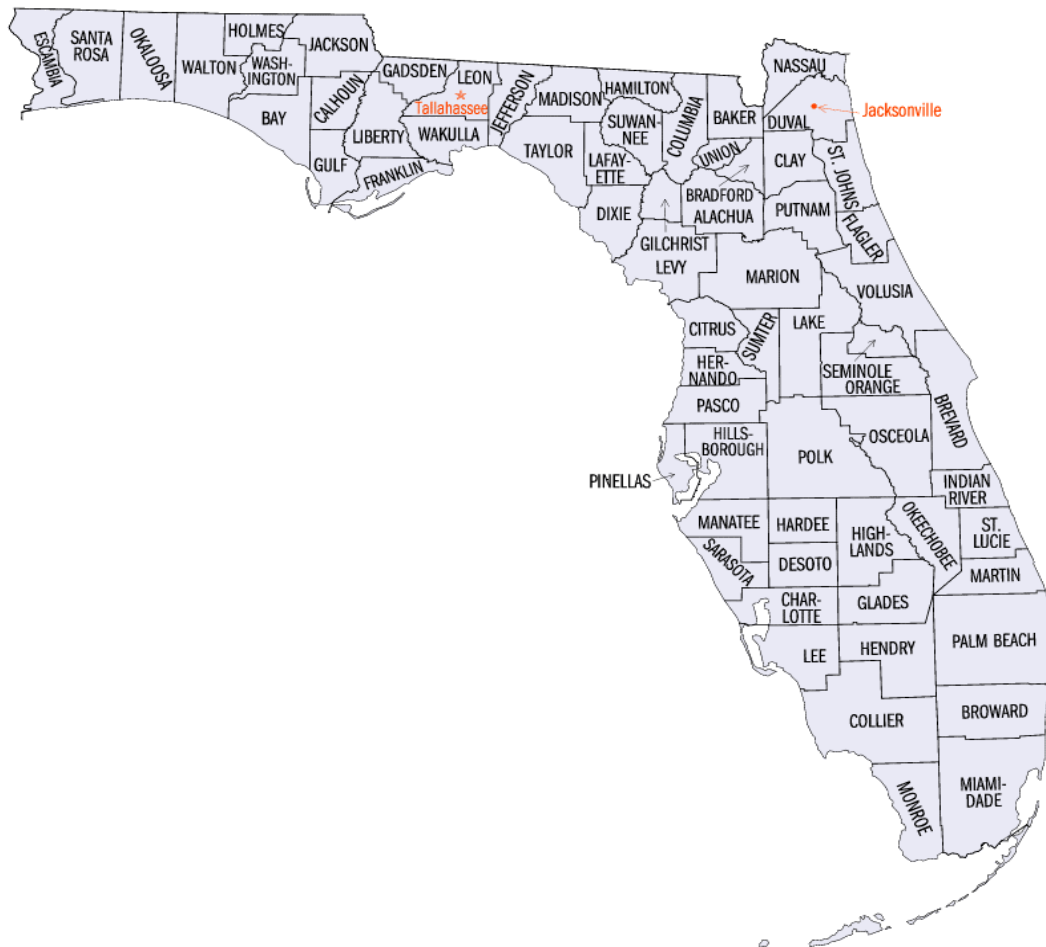 ESCAMBIA
SANTA
ROSA
OKALOOSA
WALTON
HOLMES
WASH-
INGTON
JACKSON
BAY
CALHOUN
GULF
LIBERTY
GADSDEN
FRANKLIN
LEON
Tallahassee
WAKULLA
JEFFERSON
MADISON
TAYLOR
HAMILTON
SUWAN-
NEE
LAFAY-
ETTE
DIXIE
COLUMBIA
BAKER
NASSAU
DUVAL
Jacksonville
UNION
BRADFORD
CLAY
ST. JOHNS
ALACHUA
PUTNAM
FLAGLER
GILCHRIST
LEVY
MARION
VOLUSIA
CITRUS
SUMTER
LAKE
HER-
NANDO
SEMINOLE
ORANGE
PASCO
BREVARD
HILLS-
BOROUGH
OSCEOLA
POLK
PINELLAS
INDIAN
RIVER
MANATEE
HARDEE
HIGH-
LANDS
OKEECHOBEE
ST.
LUCIE
SARASOTA
DESOTO
MARTIN
CHAR-
LOTTE
GLADES
LEE
HENDRY
PALM BEACH
COLLIER
BROWARD
MONROE
MIAMI-
DADE